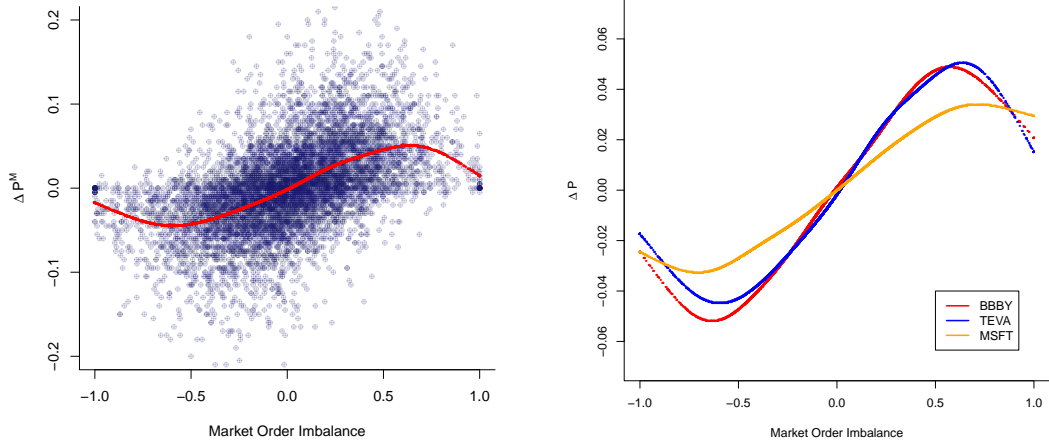 0.2
0.1
0.0
−0.1
−0.2
Δ P^M
−1.0 −0.5 0.0 0.5 1.0
Market Order Imbalance
0.06
0.04
0.02
0.00
−0.02
−0.04
−0.06
Δ P
BBBY
TEVA
MSFT
−1.0 −0.5 0.0 0.5 1.0
Market Order Imbalance